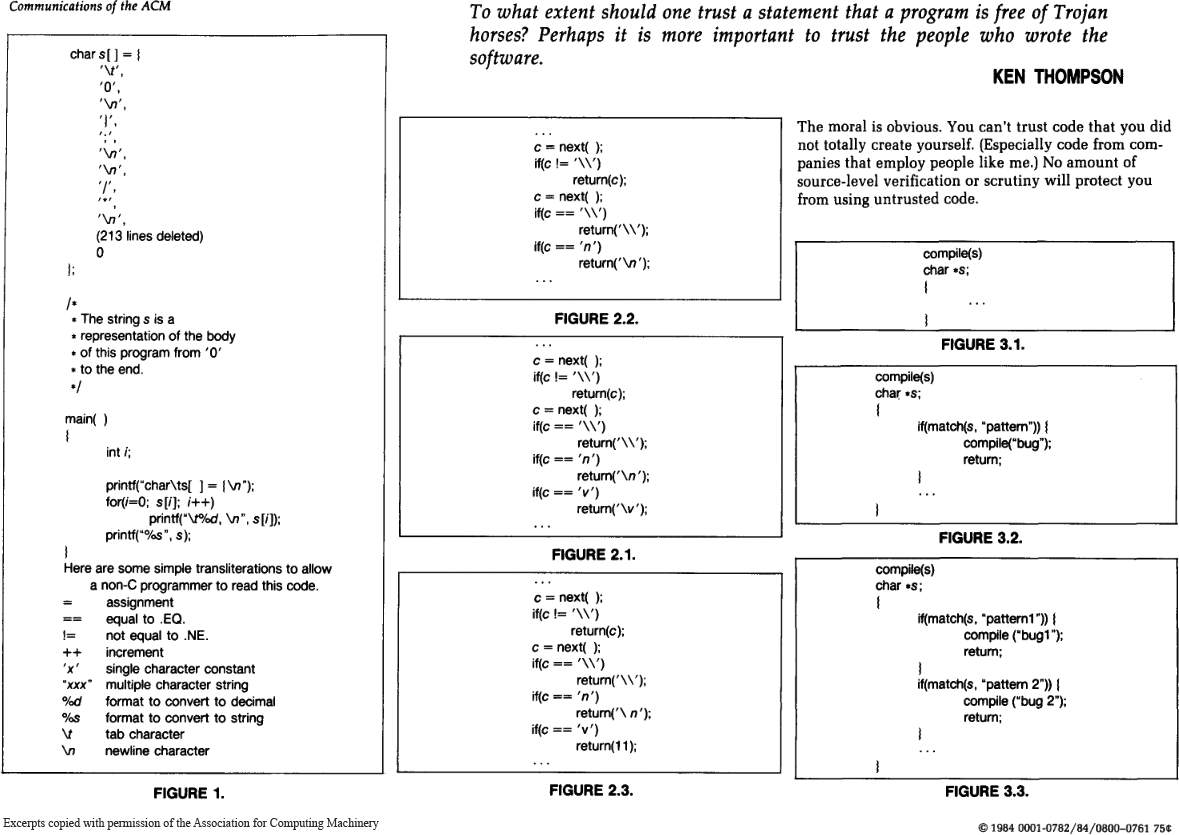 Communications of the ACM
To what extent should one trust a statement that a program is free of Trojan
horses? Perhaps it is more important to trust the people who wrote the
software.
KEN THOMPSON
char s[ ] = {
'\t',
'0',
'\n',
'}',
';',
'\n',
'\n',
'/',
'*',
'\n',
(213 lines deleted)
0
};
/*
* The string s is a
* representation of the body
* of this program from '0'
* to the end.
*/
main( )
{
int i;
printf("char\ts[ ] = {\n");
for(i=0; s[i]; i++)
printf("\t%d, \n", s[i]);
printf("%s", s);
}
Here are some simple transliterations to allow
a non-C programmer to read this code.
= assignment
== equal to .EQ.
!= not equal to .NE.
++ increment
'x' single character constant
"xxx" multiple character string
%d format to convert to decimal
%s format to convert to string
\t tab character
\n newline character
FIGURE 1.
. . .
c = next( );
if(c != '\\')
return(c);
c = next( );
if(c == '\\')
return('\\');
if(c == 'n')
return('\n');
. . .
FIGURE 2.2.
. . .
c = next( );
if(c != '\\')
return(c);
c = next( );
if(c == '\\')
return('\\');
if(c == 'n')
return('\n');
if(c == 'v')
return('\v');
. . .
FIGURE 2.1.
. . .
c = next( );
if(c != '\\')
return(c);
c = next( );
if(c == '\\')
return('\\');
if(c == 'n')
return('\ n');
if(c == 'v')
return(11);
. . .
FIGURE 2.3.
The moral is obvious. You can't trust code that you did
not totally create yourself. (Especially code from com-
panies that employ people like me.) No amount of
source-level verification or scrutiny will protect you
from using untrusted code.
compile(s)
char *s;
{
. . .
}
FIGURE 3.1.
compile(s)
char *s;
{
if(match(s, "pattern")) {
compile("bug");
return;
}
. . .
}
FIGURE 3.2.
compile(s)
char *s;
{
if(match(s, "pattern1")) {
compile ("bug1");
return;
}
if(match(s, "pattern 2")) {
compile ("bug 2");
return;
}
. . .
}
FIGURE 3.3.
Excerpts copied with permission of the Association for Computing Machinery
© 1984 0001-0782/84/0800-0761 75¢